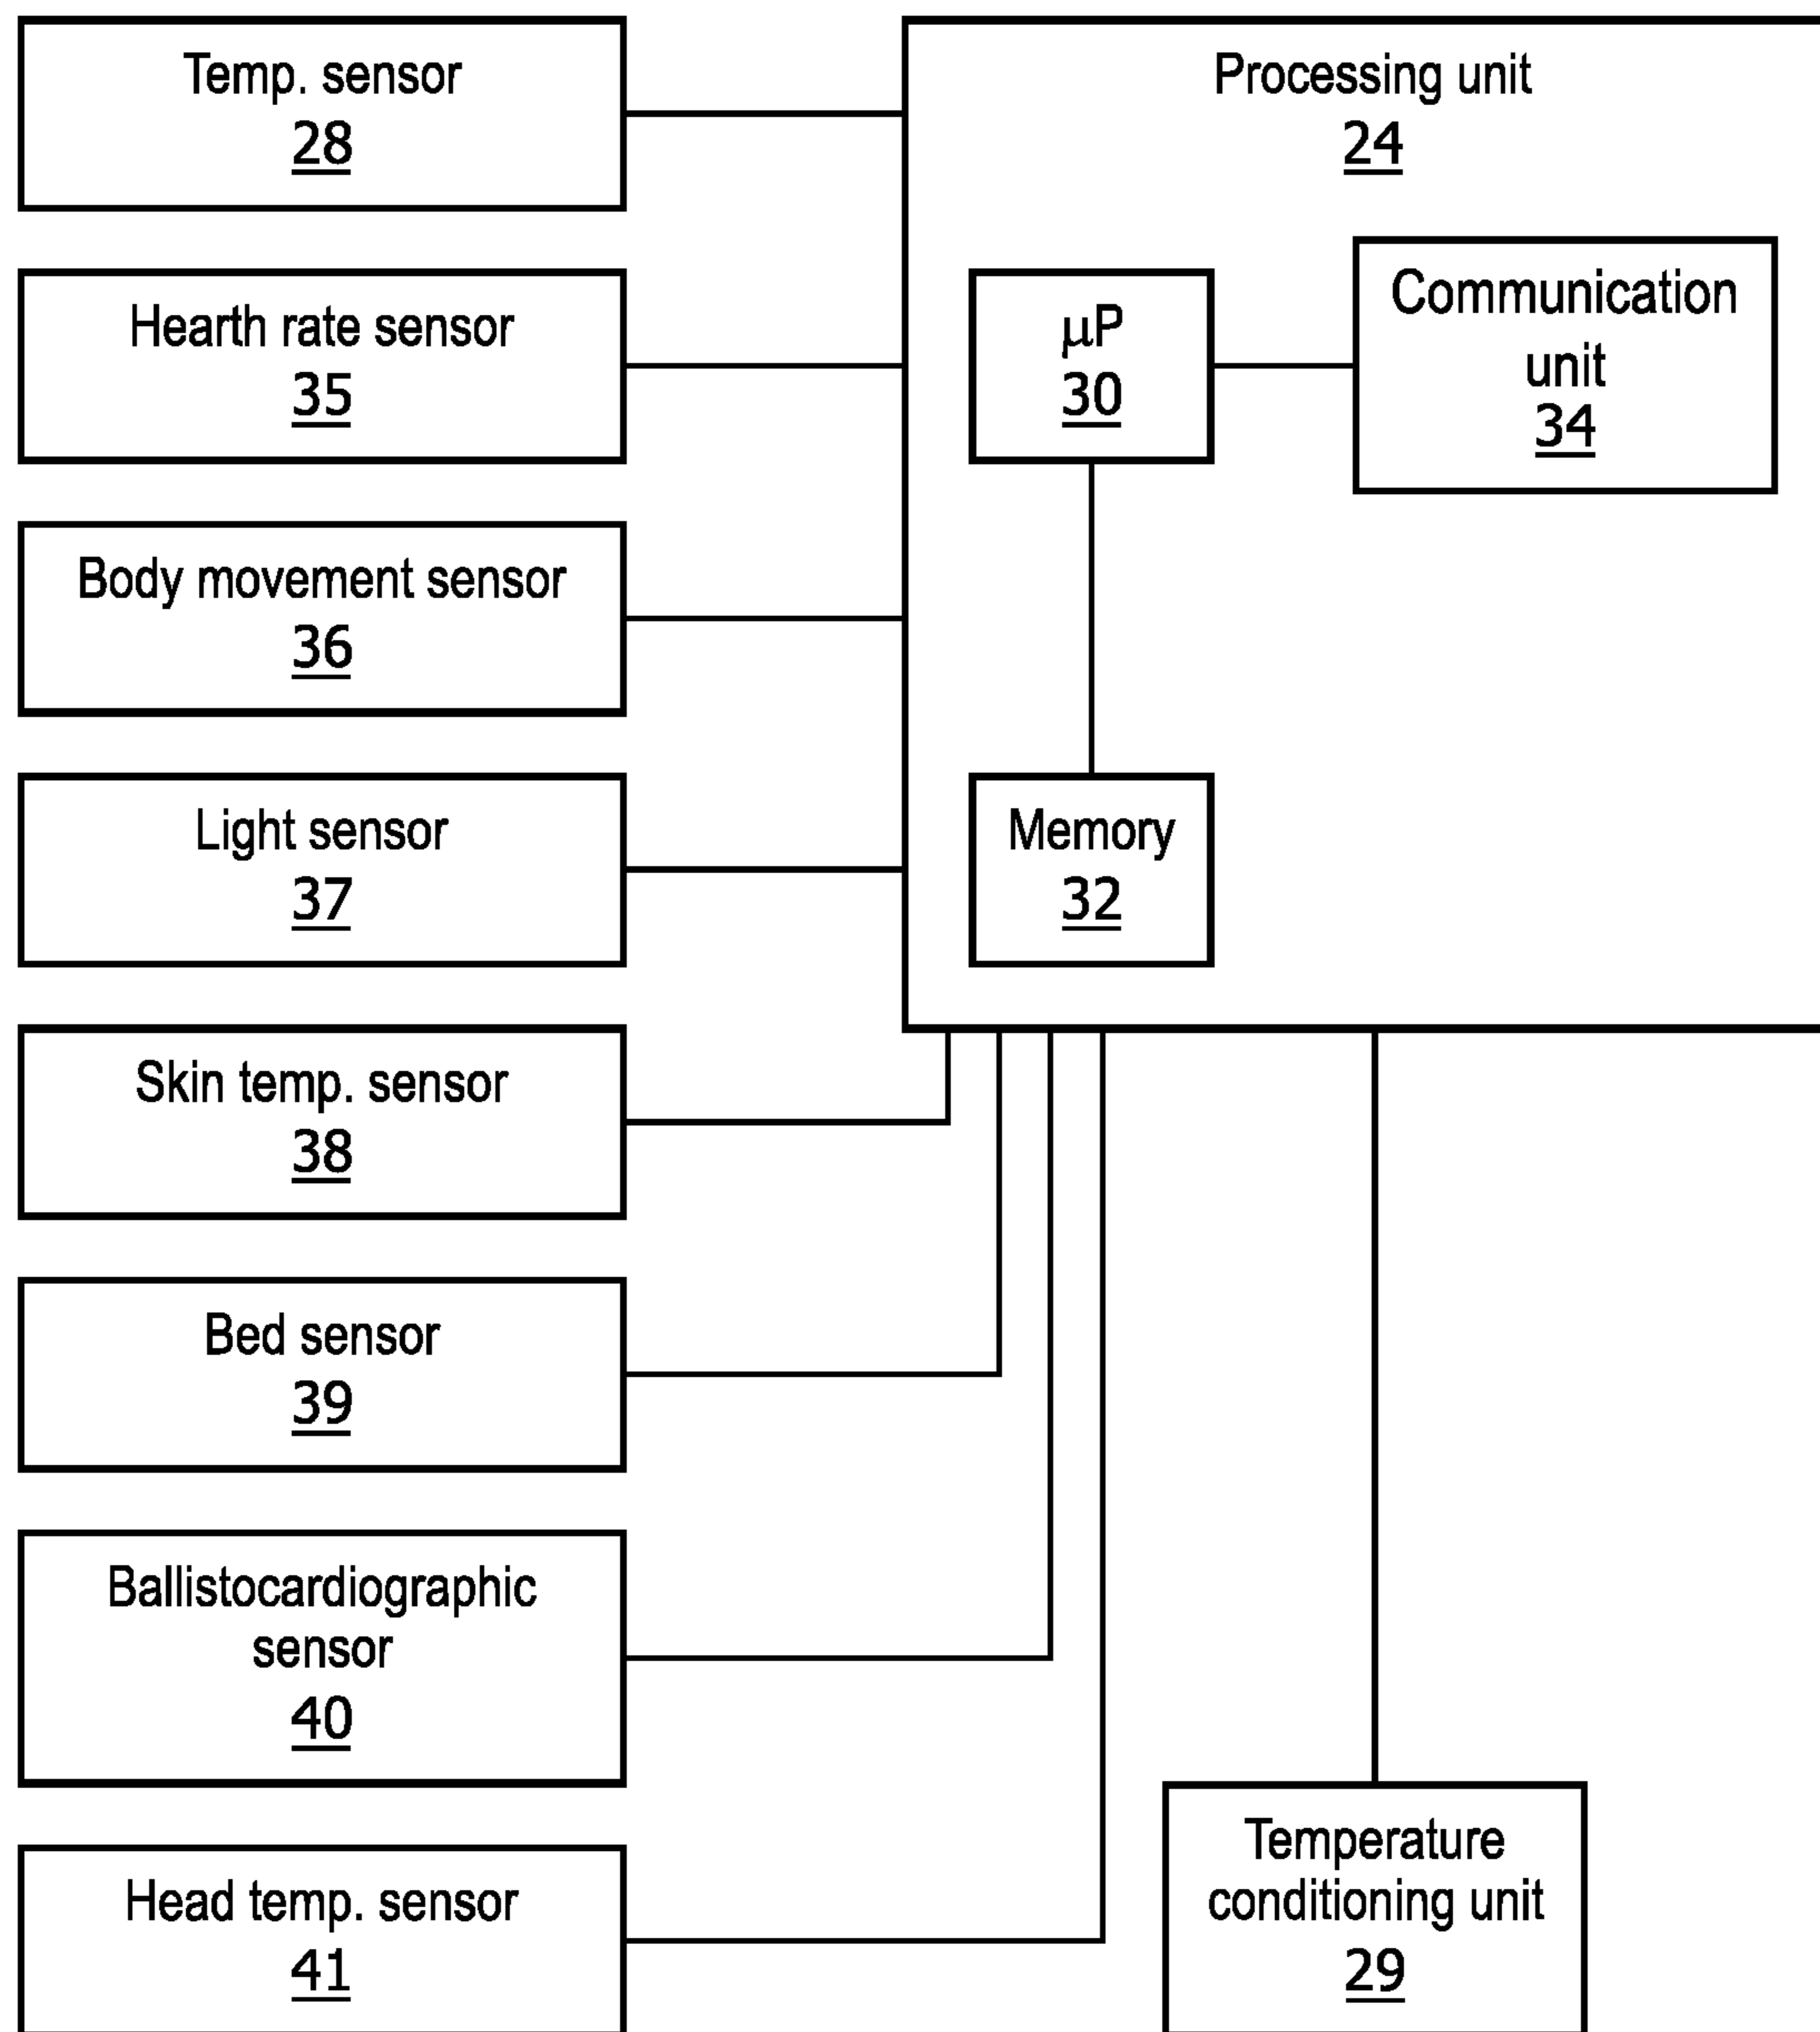 Temp. sensor
28
Hearth rate sensor
35
Body movement sensor
36
Light sensor
37
Skin temp. sensor
38
Bed sensor
39
Ballistocardiographic
sensor
40
Head temp. sensor
41
Processing unit
24
µP
30
Communication
unit
34
Memory
32
Temperature
conditioning unit
29